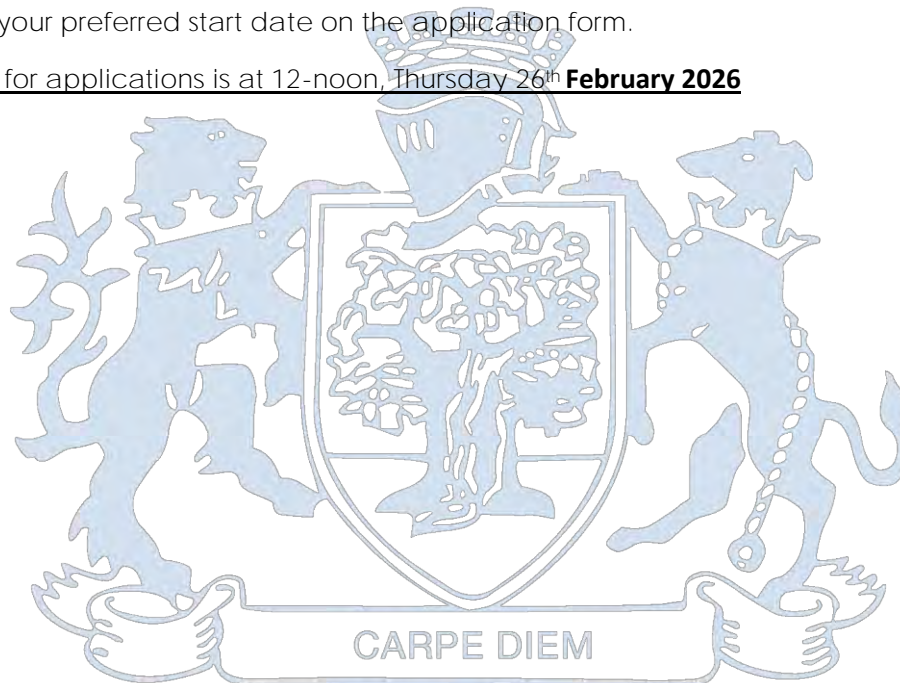 your preferred start date on the application form.
for applications is at 12-noon, Thursday 26th February 2026
CARPE DIEM